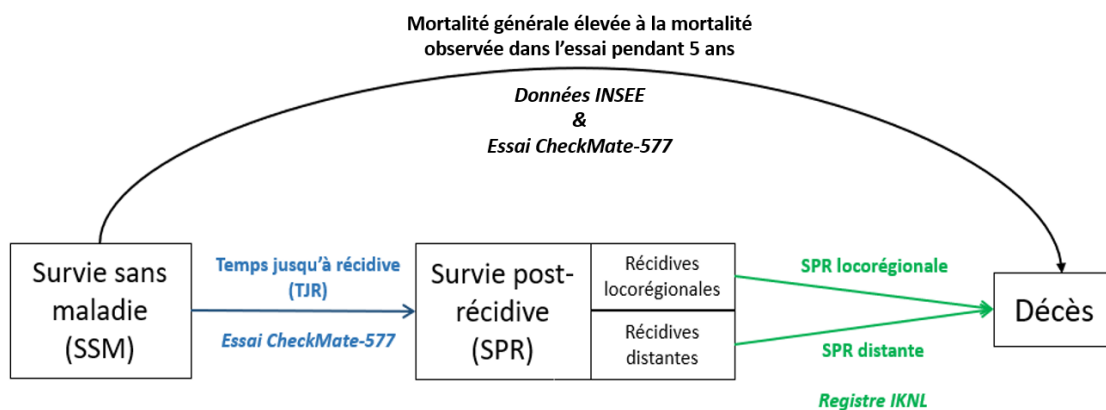 Mortalité générale élevée à la mortalité
observée dans l'essai pendant 5 ans
Données INSEE
&
Essai CheckMate-577
Survie sans
maladie
(SSM)
Temps jusqu'à récidive
(TJR)
Essai CheckMate-577
Survie post-
récidive
(SPR)
Récidives
locorégionales
Récidives
distantes
SPR locorégionale
SPR distante
Registre IKNL
Décès